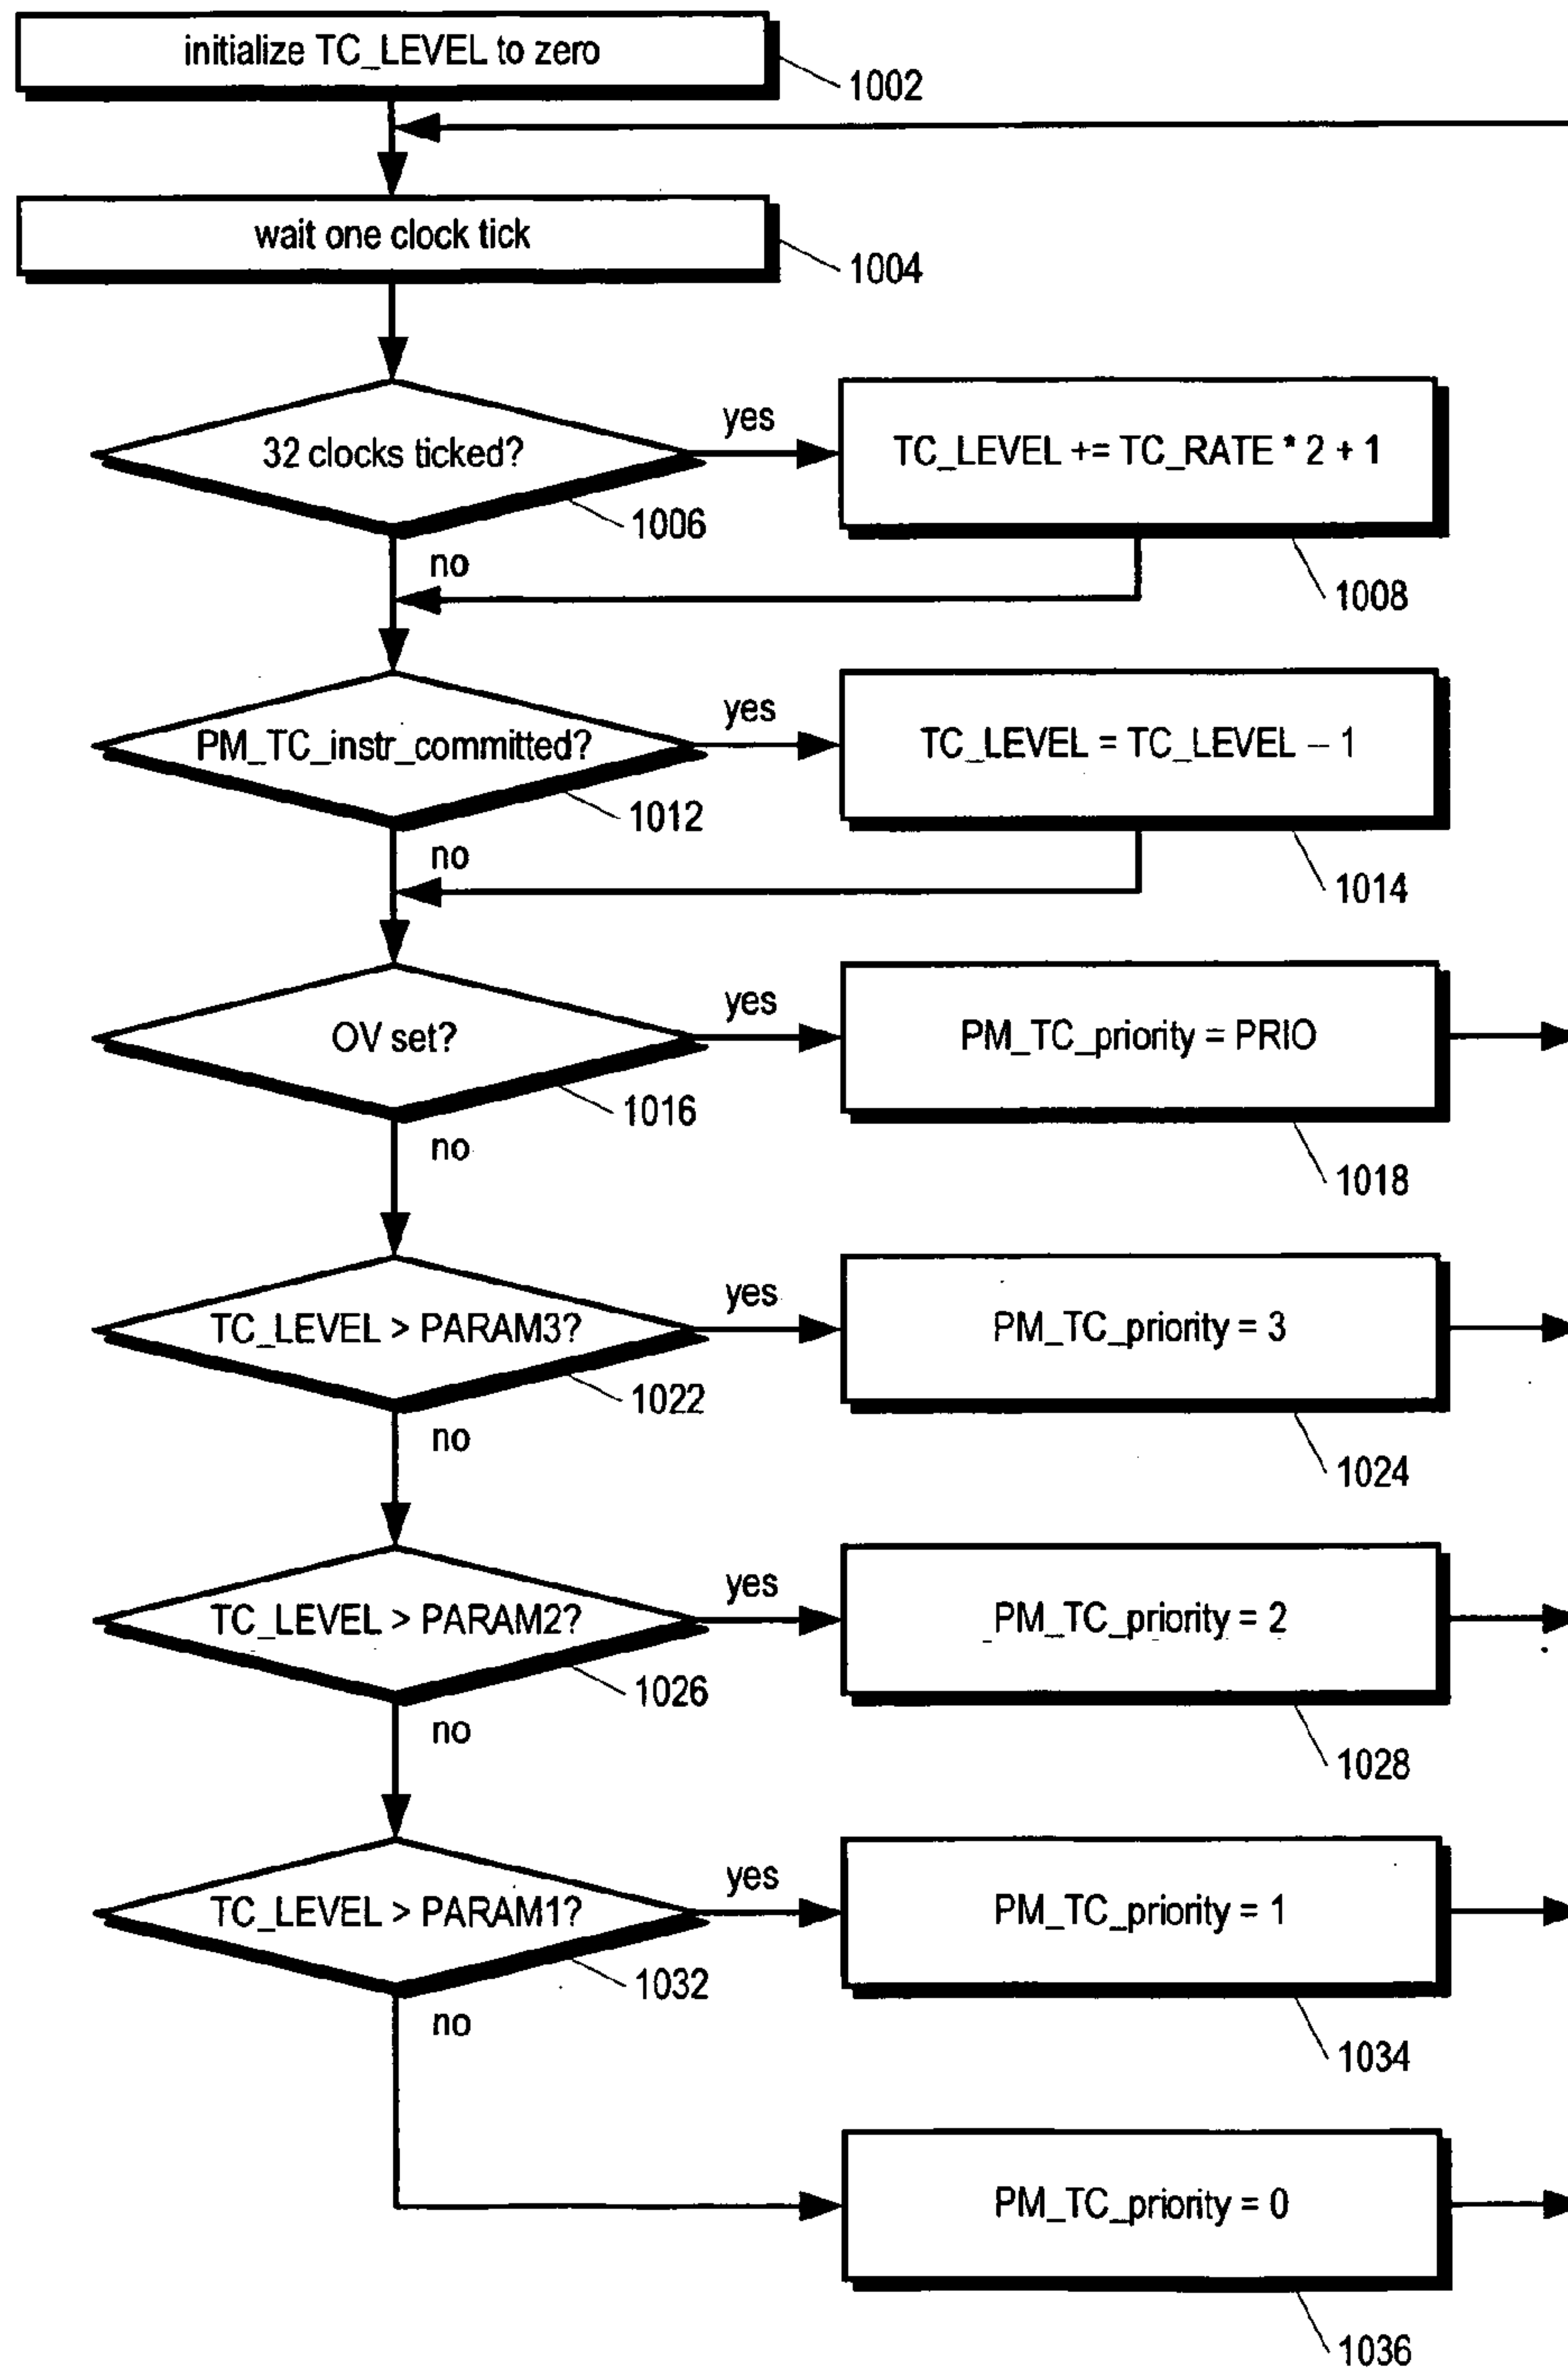 initialize TC_LEVEL to zero
1002
wait one clock tick
1004
32 clocks ticked?
1006
yes
no
TC_LEVEL += TC_RATE * 2 + 1
1008
PM_TC_instr_committed?
1012
yes
no
TC_LEVEL = TC_LEVEL – 1
1014
OV set?
1016
yes
no
PM_TC_priority = PRIO
1018
TC_LEVEL > PARAM3?
1022
yes
no
PM_TC_priority = 3
1024
TC_LEVEL > PARAM2?
1026
yes
no
PM_TC_priority = 2
1028
TC_LEVEL > PARAM1?
1032
yes
no
PM_TC_priority = 1
1034
PM_TC_priority = 0
1036